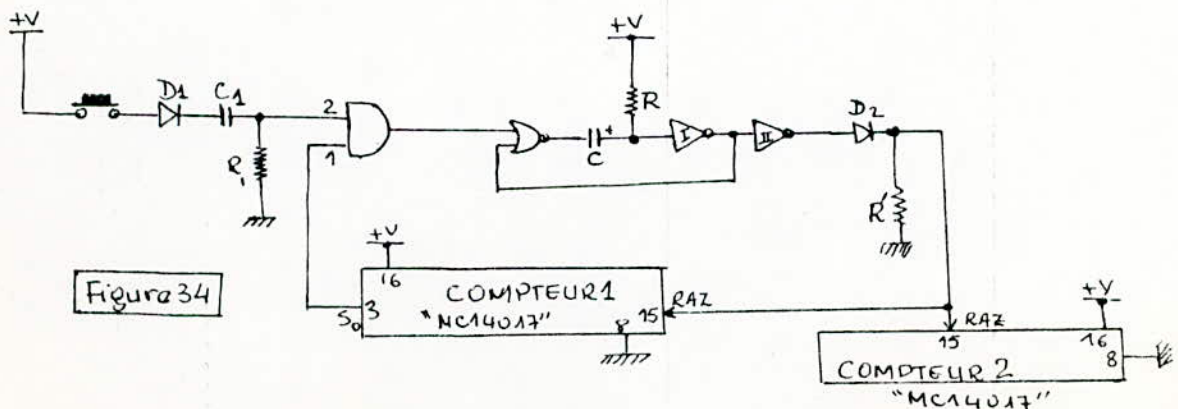 +V
+V
D1
C1
2
1
R1
R
C
+
I
II
D2
R'
Figure 34
+V
16
S0
3
COMPTEUR 1
"MC14017"
8
15
RAZ
+V
RAZ
15
16
8
COMPTEUR 2
"MC14017"